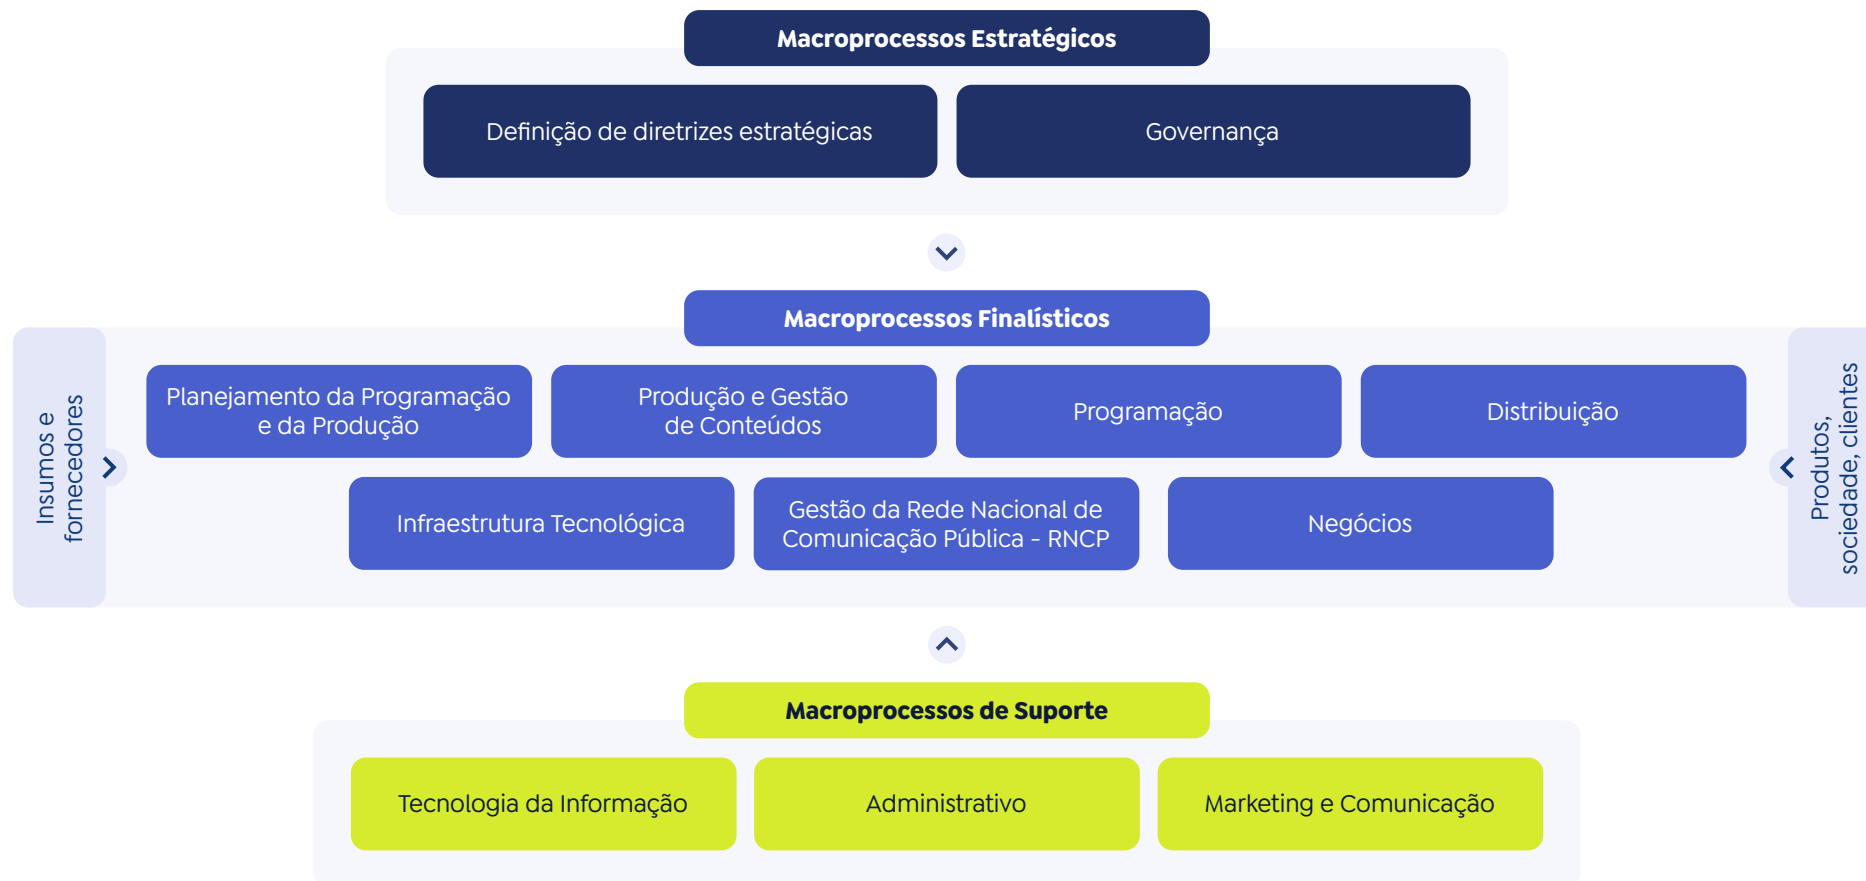 Macroprocessos Estratégicos
Definição de diretrizes estratégicas
Governança
Macroprocessos Finalísticos
Insumos e
fornecedores
Planejamento da Programação
e da Produção
Produção e Gestão
de Conteúdos
Programação
Distribuição
Infraestrutura Tecnológica
Gestão da Rede Nacional de
Comunicação Pública - RNCP
Negócios
Produtos,
sociedade, clientes
Macroprocessos de Suporte
Tecnologia da Informação
Administrativo
Marketing e Comunicação